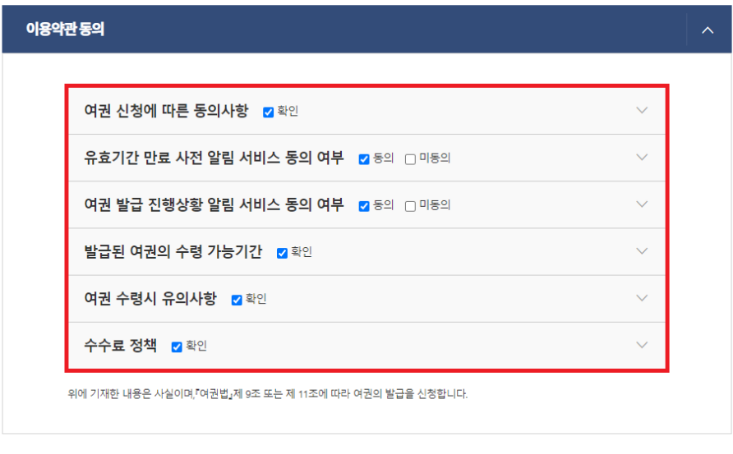 이용약관 동의
여권 신청에 따른 동의사항 확인
유효기간 만료 사전 알림 서비스 동의 여부 동의 미동의
여권 발급 진행상황 알림 서비스 동의 여부 동의 미동의
발급된 여권의 수령 가능기간 확인
여권 수령시 유의사항 확인
수수료 정책 확인
위에 기재한 내용은 사실이며,『여권법』제 9조 또는 제 11조에 따라 여권의 발급을 신청합니다.